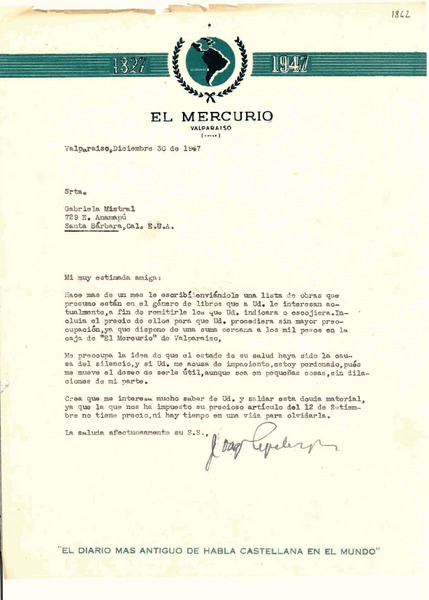 1862
1827 1947
EL MERCURIO
VALPARAISO
(CHILE)
Valparaiso,Diciembre 30 de 1947
Srta.
Gabriela Mistral
729 E. Anamapú
Santa Bárbara,Cal. E.U.A.
Mi muy estimada amiga:
Hace mas de un mes le escribí enviándole una lista de obras que
presumo están en el género de libros que a Ud. le interesan ac-
tualmente,a fin de remitirle los que Ud. indicara o escojiera.In-
cluía el precio de ellos para que Ud. procediera sin mayor preo-
cupación,ya que dispone de una suma cercana a los mil pesos en la
caja de "El Mercurio" de Valparaiso,
Me preocupa la idea de que el estado de su salud haya sido la cau-
sa del silencio,y si Ud. me acusa de impaciente,estoy pordonado,pués
me mueve el deseo de serle útil,aunque sea en pequeñas cosas,sin dila-
ciones de mi parte.
Crea que me interesa mucho saber de Ud. y saldar esta deuda material,
ya que la que nos ha impuesto su precioso artículo del 12 de Setiem-
bre no tiene precio,ni hay tiempo en una vida para olvidarla.
La saluda afectuosamente su S.S.,
"EL DIARIO MAS ANTIGUO DE HABLA CASTELLANA EN EL MUNDO"